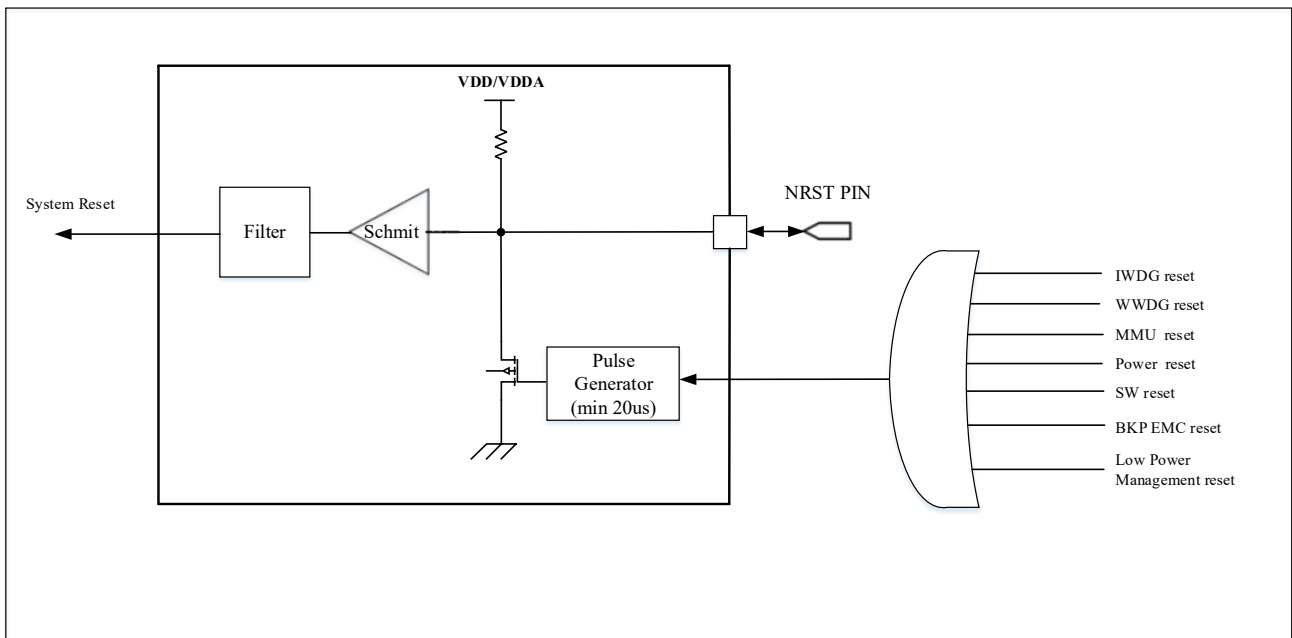 VDD/VDDA
System Reset
Filter
Schmit
NRST PIN
Pulse
Generator
(min 20us)
IWDG reset
WWDG reset
MMU reset
Power reset
SW reset
BKP EMC reset
Low Power
Management reset